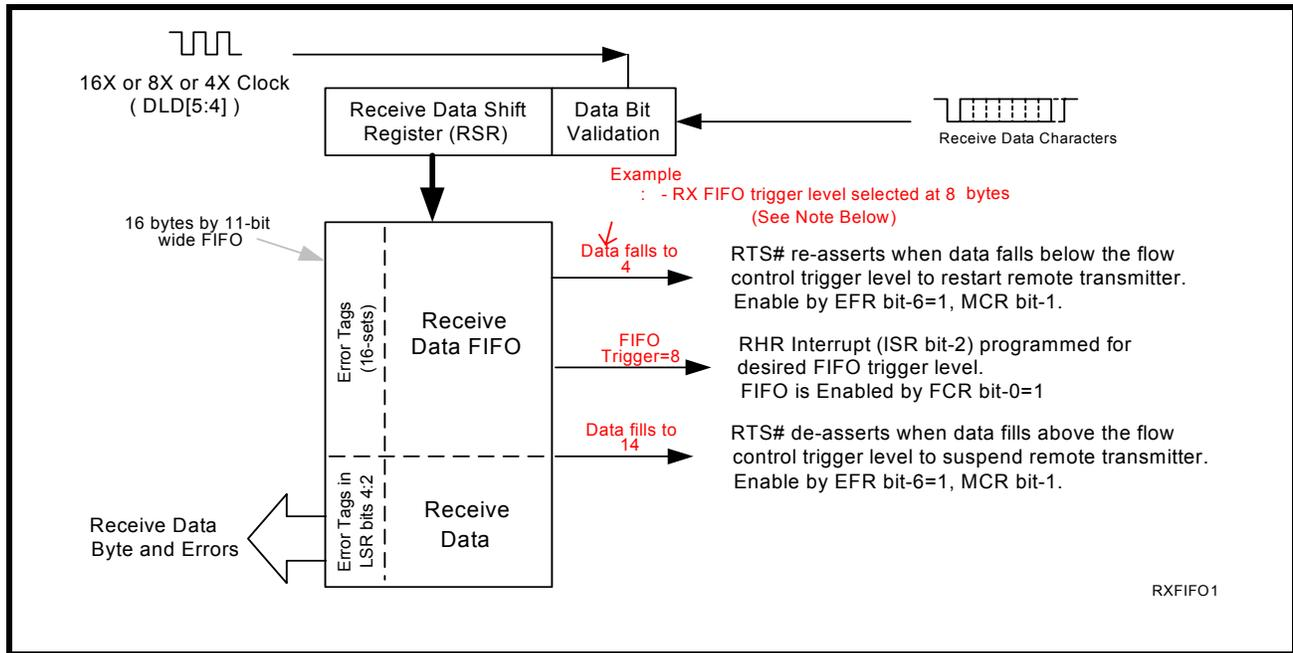 16X or 8X or 4X Clock
( DLD[5:4] )
Receive Data Shift
Register (RSR)
Data Bit
Validation
Receive Data Characters
Example
: - RX FIFO trigger level selected at 8 bytes
(See Note Below)
16 bytes by 11-bit
wide FIFO
Data falls to
4
RTS# re-asserts when data falls below the flow
control trigger level to restart remote transmitter.
Enable by EFR bit-6=1, MCR bit-1.
Error Tags
(16-sets)
Receive
Data FIFO
FIFO
Trigger=8
RHR Interrupt (ISR bit-2) programmed for
desired FIFO trigger level.
FIFO is Enabled by FCR bit-0=1
Data fills to
14
RTS# de-asserts when data fills above the flow
control trigger level to suspend remote transmitter.
Enable by EFR bit-6=1, MCR bit-1.
Error Tags in
LSR bits 4:2
Receive
Data
Receive Data
Byte and Errors
RXFIFO1